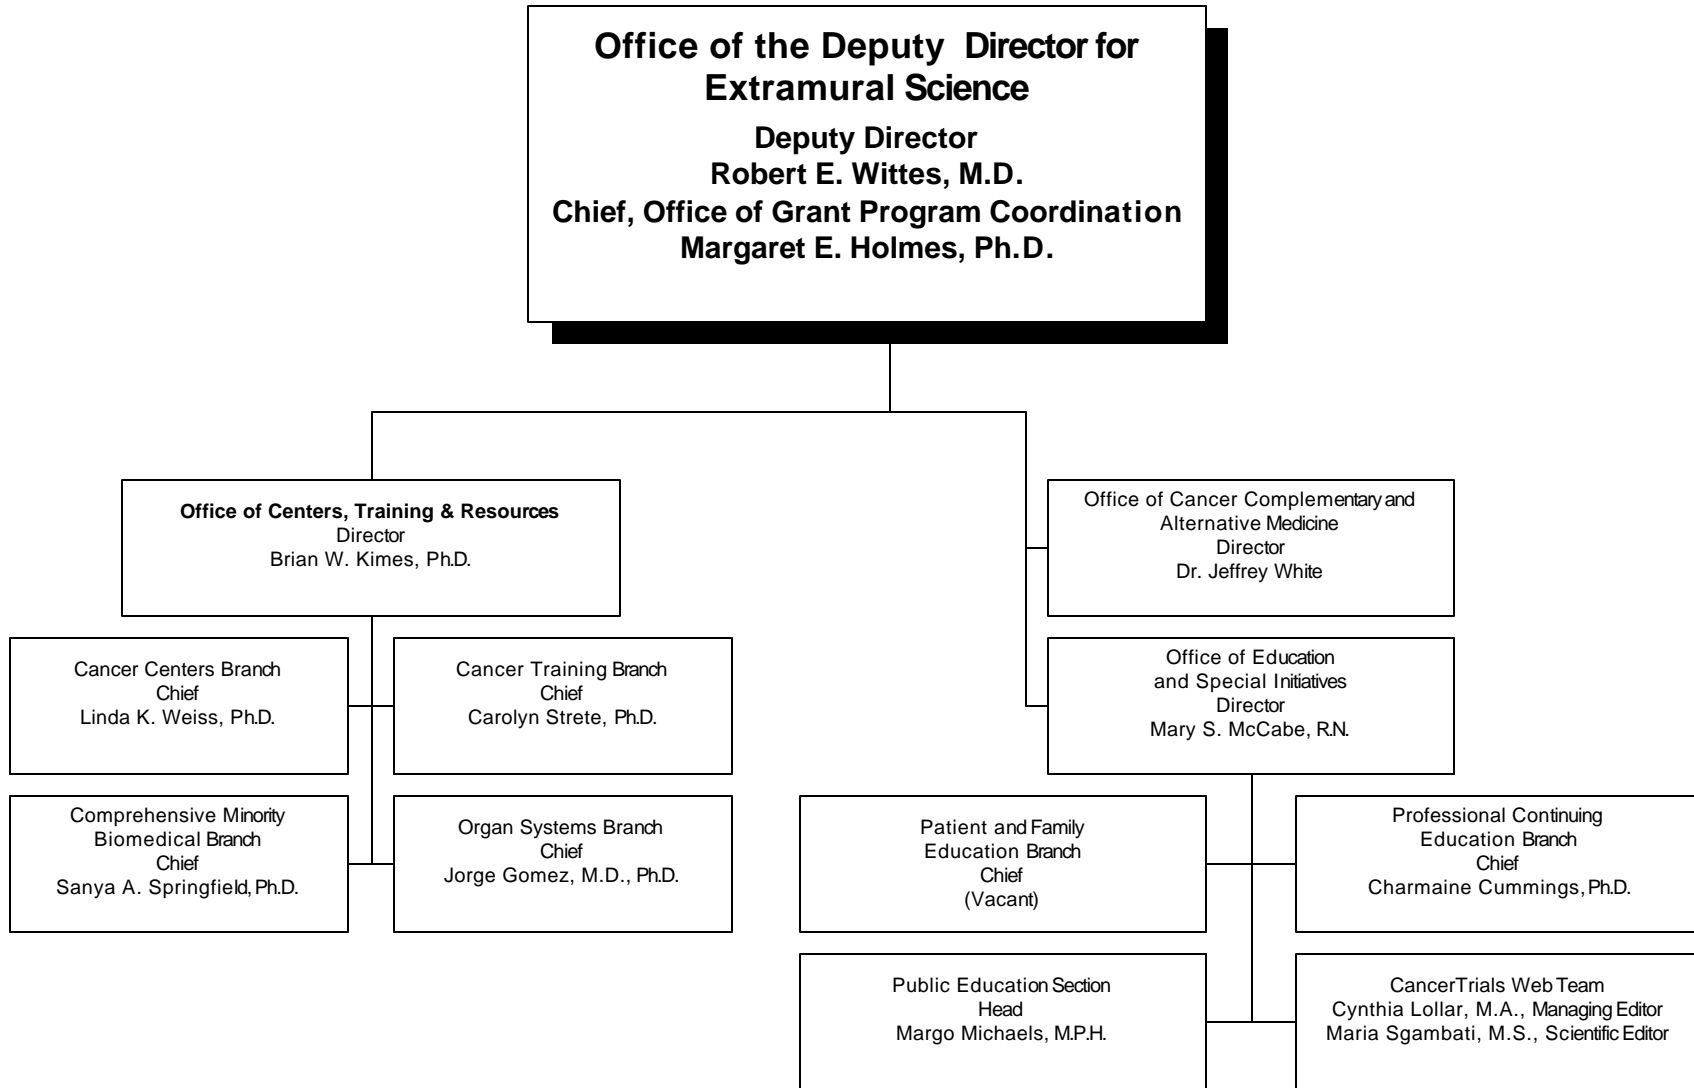 Office of the Deputy Director for
Extramural Science
Deputy Director
Robert E. Wittes, M.D.
Chief, Office of Grant Program Coordination
Margaret E. Holmes, Ph.D.
Office of Centers, Training & Resources
Director
Brian W. Kimes, Ph.D.
Cancer Centers Branch
Chief
Linda K. Weiss, Ph.D.
Cancer Training Branch
Chief
Carolyn Strete, Ph.D.
Comprehensive Minority
Biomedical Branch
Chief
Sanya A. Springfield, Ph.D.
Organ Systems Branch
Chief
Jorge Gomez, M.D., Ph.D.
Office of Cancer Complementary and
Alternative Medicine
Director
Dr. Jeffrey White
Office of Education
and Special Initiatives
Director
Mary S. McCabe, R.N.
Patient and Family
Education Branch
Chief
(Vacant)
Professional Continuing
Education Branch
Chief
Charmaine Cummings, Ph.D.
Public Education Section
Head
Margo Michaels, M.P.H.
CancerTrials Web Team
Cynthia Lollar, M.A., Managing Editor
Maria Sgambati, M.S., Scientific Editor